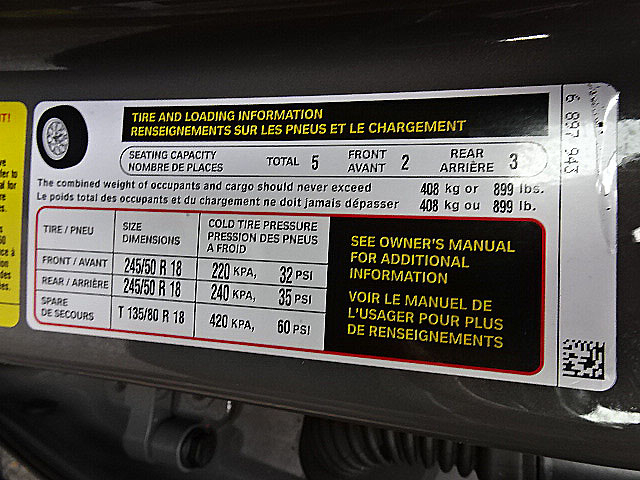 TIRE AND LOADING INFORMATION
RENSEIGNEMENTS SUR LES PNEUS ET LE CHARGEMENT
SEATING CAPACITY
NOMBRE DE PLACES
TOTAL 5
FRONT
AVANT
2
REAR
ARRIÈRE
3
The combined weight of occupants and cargo should never exceed 408 kg or 899 lbs.
Le poids total des occupants et du chargement ne doit jamais dépasser 408 kg ou 899 lb.
TIRE / PNEU
SIZE
DIMENSIONS
COLD TIRE PRESSURE
PRESSION DES PNEUS
A FROID
FRONT / AVANT 245/50 R 18 220 KPA, 32 PSI
REAR / ARRIÈRE 245/50 R 18 240 KPA, 35 PSI
SPARE
DE SECOURS
T 135/80 R 18 420 KPA, 60 PSI
SEE OWNER'S MANUAL
FOR ADDITIONAL
INFORMATION
VOIR LE MANUEL DE
L'USAGER POUR PLUS
DE RENSEIGNEMENTS
6 897 943